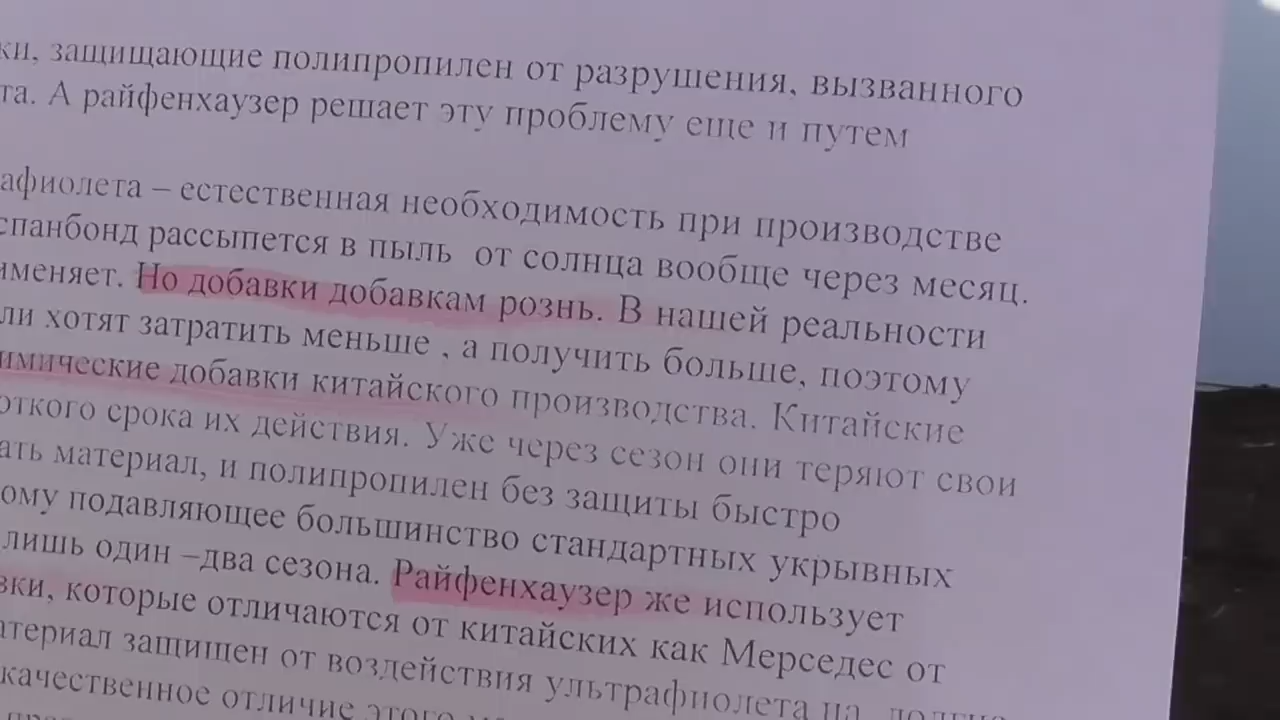 ки, защищающие полипропилен от разрушения, вызванного
та. А райфенхаузер решает эту проблему еще и путем
афиолета – естественная необходимость при производстве
спанбонд рассыпется в пыль от солнца вообще через месяц.
именяет. Но добавки добавкам рознь. В нашей реальности
ли хотят затратить меньше , а получить больше, поэтому
имические добавки китайского производства. Китайские
откого срока их действия. Уже через сезон они теряют свои
ать материал, и полипропилен без защиты быстро
ому подавляющее большинство стандартных укрывных
лишь один –два сезона. Райфенхаузер же использует
вки, которые отличаются от китайских как Мерседес от
атериал защищен от воздействия ультрафиолета на
качественное отличие этого